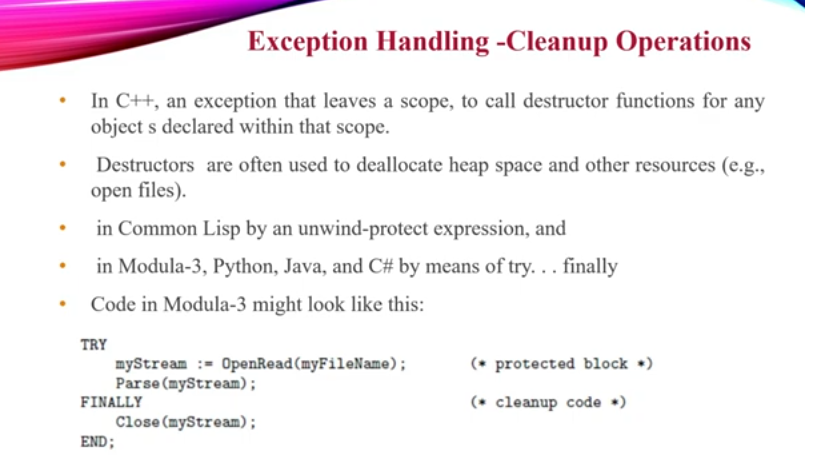 Exception Handling -Cleanup Operations
• In C++, an exception that leaves a scope, to call destructor functions for any
object s declared within that scope.
• Destructors are often used to deallocate heap space and other resources (e.g.,
open files).
• in Common Lisp by an unwind-protect expression, and
• in Modula-3, Python, Java, and C# by means of try. . . finally
• Code in Modula-3 might look like this:
TRY
myStream := OpenRead(myFileName); (* protected block *)
Parse(myStream);
FINALLY (* cleanup code *)
Close(myStream);
END;